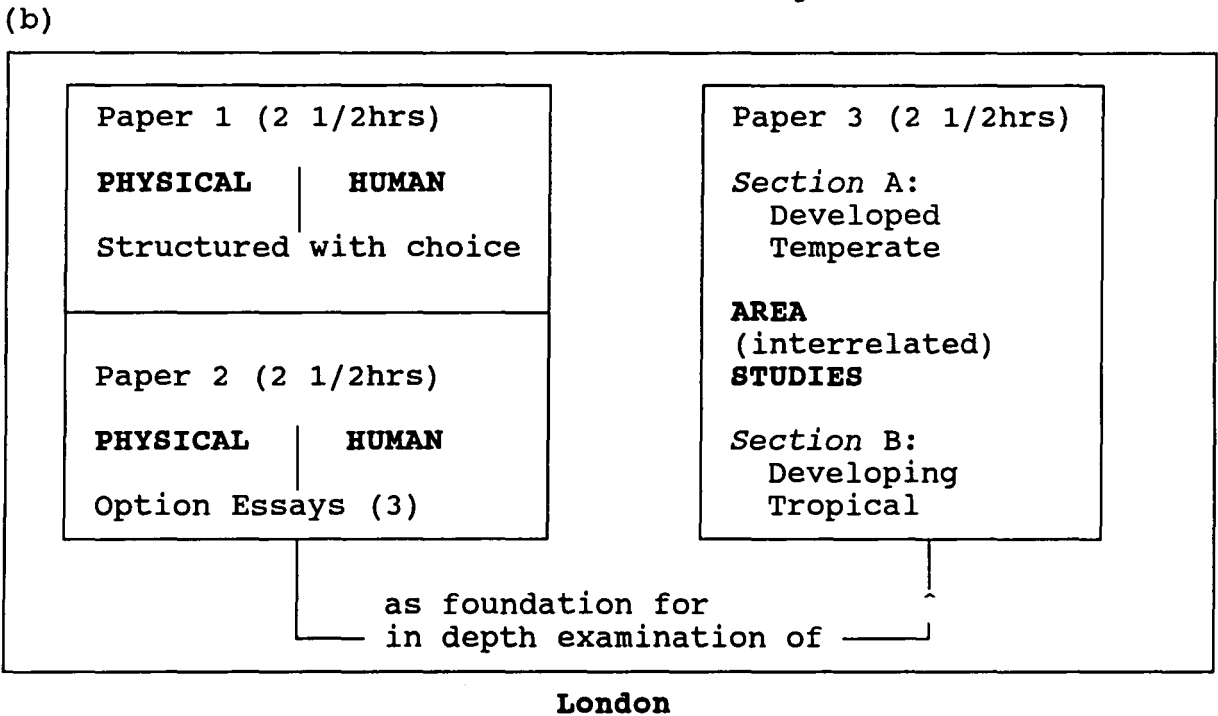 (b)
Paper 1 (2 1/2hrs)
PHYSICAL HUMAN
Structured with choice
Paper 2 (2 1/2hrs)
PHYSICAL HUMAN
Option Essays (3)
Paper 3 (2 1/2hrs)
Section A:
Developed
Temperate
AREA
(interrelated)
STUDIES
Section B:
Developing
Tropical
as foundation for
in depth examination of
London